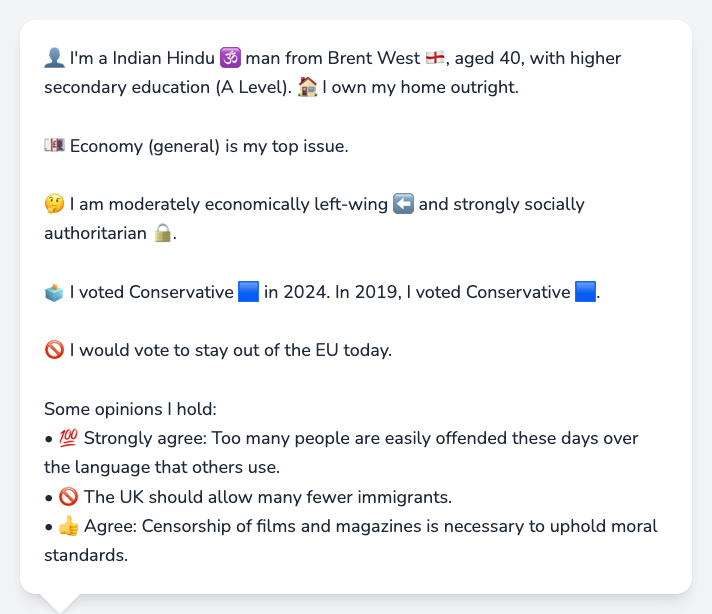 👤 I'm a Indian Hindu 🕉️ man from Brent West 🏴󠁧󠁢󠁥󠁮󠁧󠁿, aged 40, with higher
secondary education (A Level). 🏠 I own my home outright.
💷 Economy (general) is my top issue.
🤔 I am moderately economically left-wing ⬅️ and strongly socially
authoritarian 🔒.
🗳️ I voted Conservative 🟦 in 2024. In 2019, I voted Conservative 🟦.
🚫 I would vote to stay out of the EU today.
Some opinions I hold:
• 💯 Strongly agree: Too many people are easily offended these days over
the language that others use.
• 🚫 The UK should allow many fewer immigrants.
• 👍 Agree: Censorship of films and magazines is necessary to uphold moral
standards.